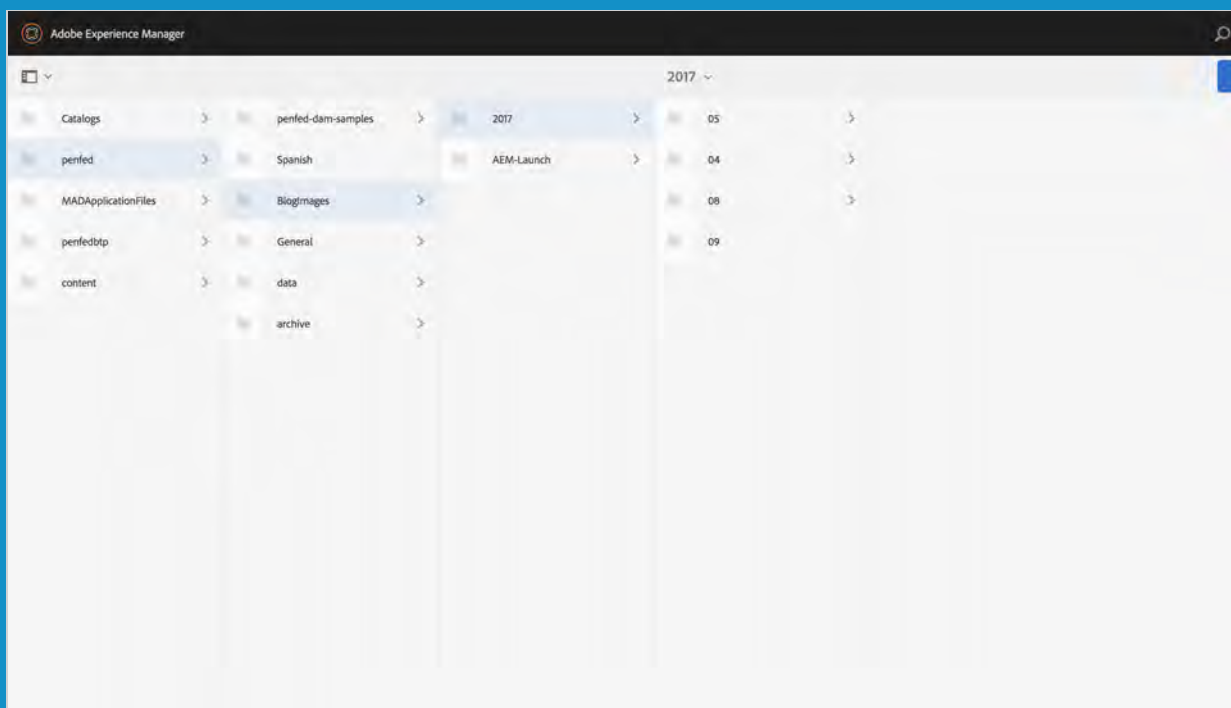 Adobe Experience Manager
2017
Catalogs
penfed
MADApplicationFiles
penfedbtp
content
penfed-dam-samples
Spanish
BlogImages
General
data
archive
2017
AEM-Launch
05
04
08
09